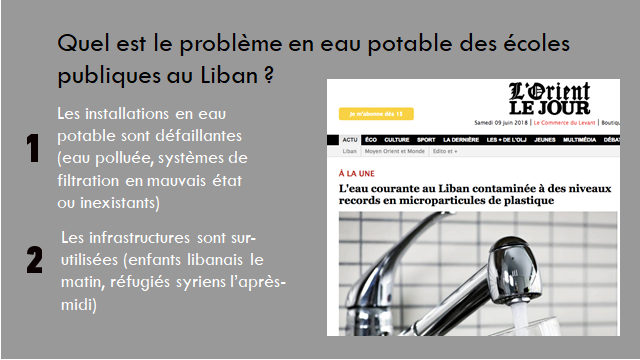 Quel est le problème en eau potable des écoles
publiques au Liban ?
1
Les installations en eau
potable sont défaillantes
(eau polluée, systèmes de
filtration en mauvais état
ou inexistants)
2
Les infrastructures sont sur-
utilisées (enfants libanais le
matin, réfugiés syriens l'après-
midi)
L'Orient
LE JOUR
Je m'abonne dès 1$
Samedi 09 juin 2018 | Le Commerce du Levant | Boutiq
ACTU ÉCO CULTURE SPORT LA DERNIÈRE LES + DE L'OLJ JEUNES MULTIMÉDIA DÉBA
Liban Moyen Orient et Monde Édito et +
À LA UNE
L'eau courante au Liban contaminée à des niveaux
records en microparticules de plastique